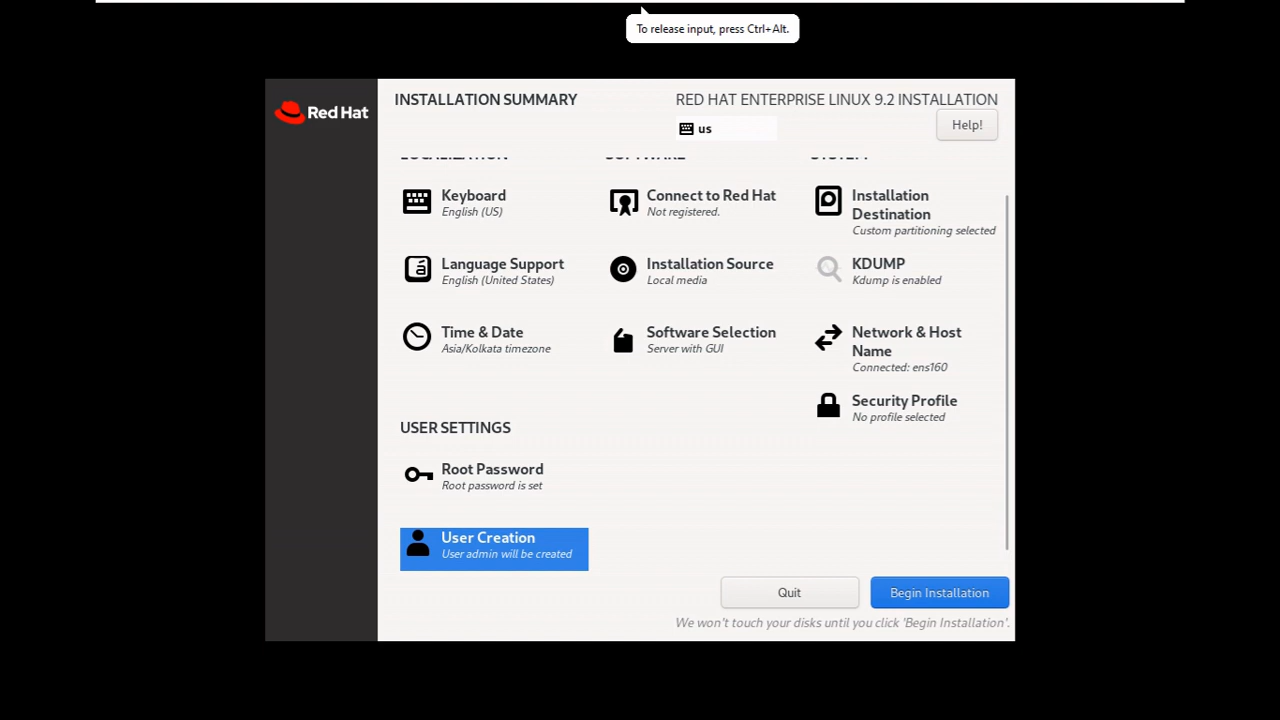 To release input, press Ctrl+Alt.
Red Hat
INSTALLATION SUMMARY
RED HAT ENTERPRISE LINUX 9.2 INSTALLATION
us
Help!
LOCALIZATION
SOFTWARE
SYSTEM
Keyboard
English (US)
Language Support
English (United States)
Time & Date
Asia/Kolkata timezone
Connect to Red Hat
Not registered.
Installation Source
Local media
Software Selection
Server with GUI
Installation
Destination
Custom partitioning selected
KDUMP
Kdump is enabled
Network & Host
Name
Connected: ens160
Security Profile
No profile selected
USER SETTINGS
Root Password
Root password is set
User Creation
User admin will be created
Quit
Begin Installation
We won't touch your disks until you click 'Begin Installation'.